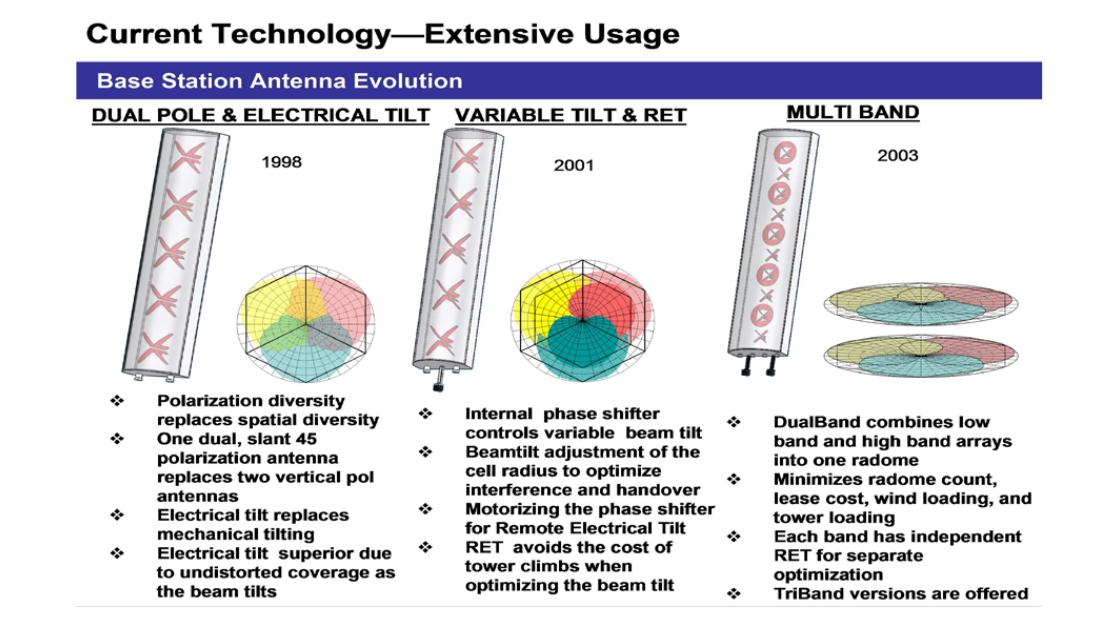 Current Technology—Extensive Usage
Base Station Antenna Evolution
DUAL POLE & ELECTRICAL TILT
1998
❖ Polarization diversity
replaces spatial diversity
❖ One dual, slant 45
polarization antenna
replaces two vertical pol
antennas
❖ Electrical tilt replaces
mechanical tilting
❖ Electrical tilt superior due
to undistorted coverage as
the beam tilts
VARIABLE TILT & RET
2001
❖ Internal phase shifter
controls variable beam tilt
❖ Beamtilt adjustment of the
cell radius to optimize
interference and handover
❖ Motorizing the phase shifter
for Remote Electrical Tilt
❖ RET avoids the cost of
tower climbs when
optimizing the beam tilt
MULTI BAND
2003
❖ DualBand combines low
band and high band arrays
into one radome
❖ Minimizes radome count,
lease cost, wind loading, and
tower loading
❖ Each band has independent
RET for separate
optimization
❖ TriBand versions are offered